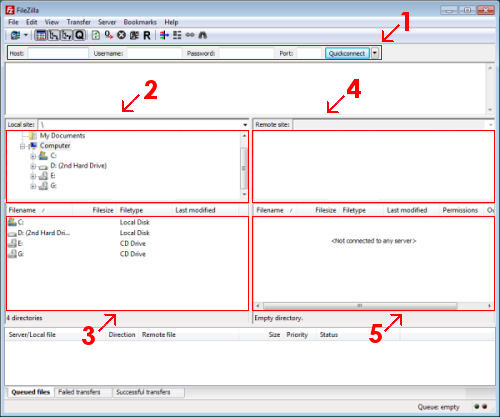 FileZilla
File Edit View Transfer Server Bookmarks Help
1
Host: Username: Password: Port: Quickconnect
2 4
Local site: \ Remote site:
My Documents
Computer
C:
D: (2nd Hard Drive)
E:
G:
Filename / Filesize Filetype Last modified
Filename / Filesize Filetype Last modified Permissions
C: Local Disk
D: (2nd Hard Dri... Local Disk
E: CD Drive
G: CD Drive
<Not connected to any server>
4 directories
Empty directory.
3 5
Server/Local file Direction Remote file Size Priority Status
Queued files Failed transfers Successful transfers
Queue: empty